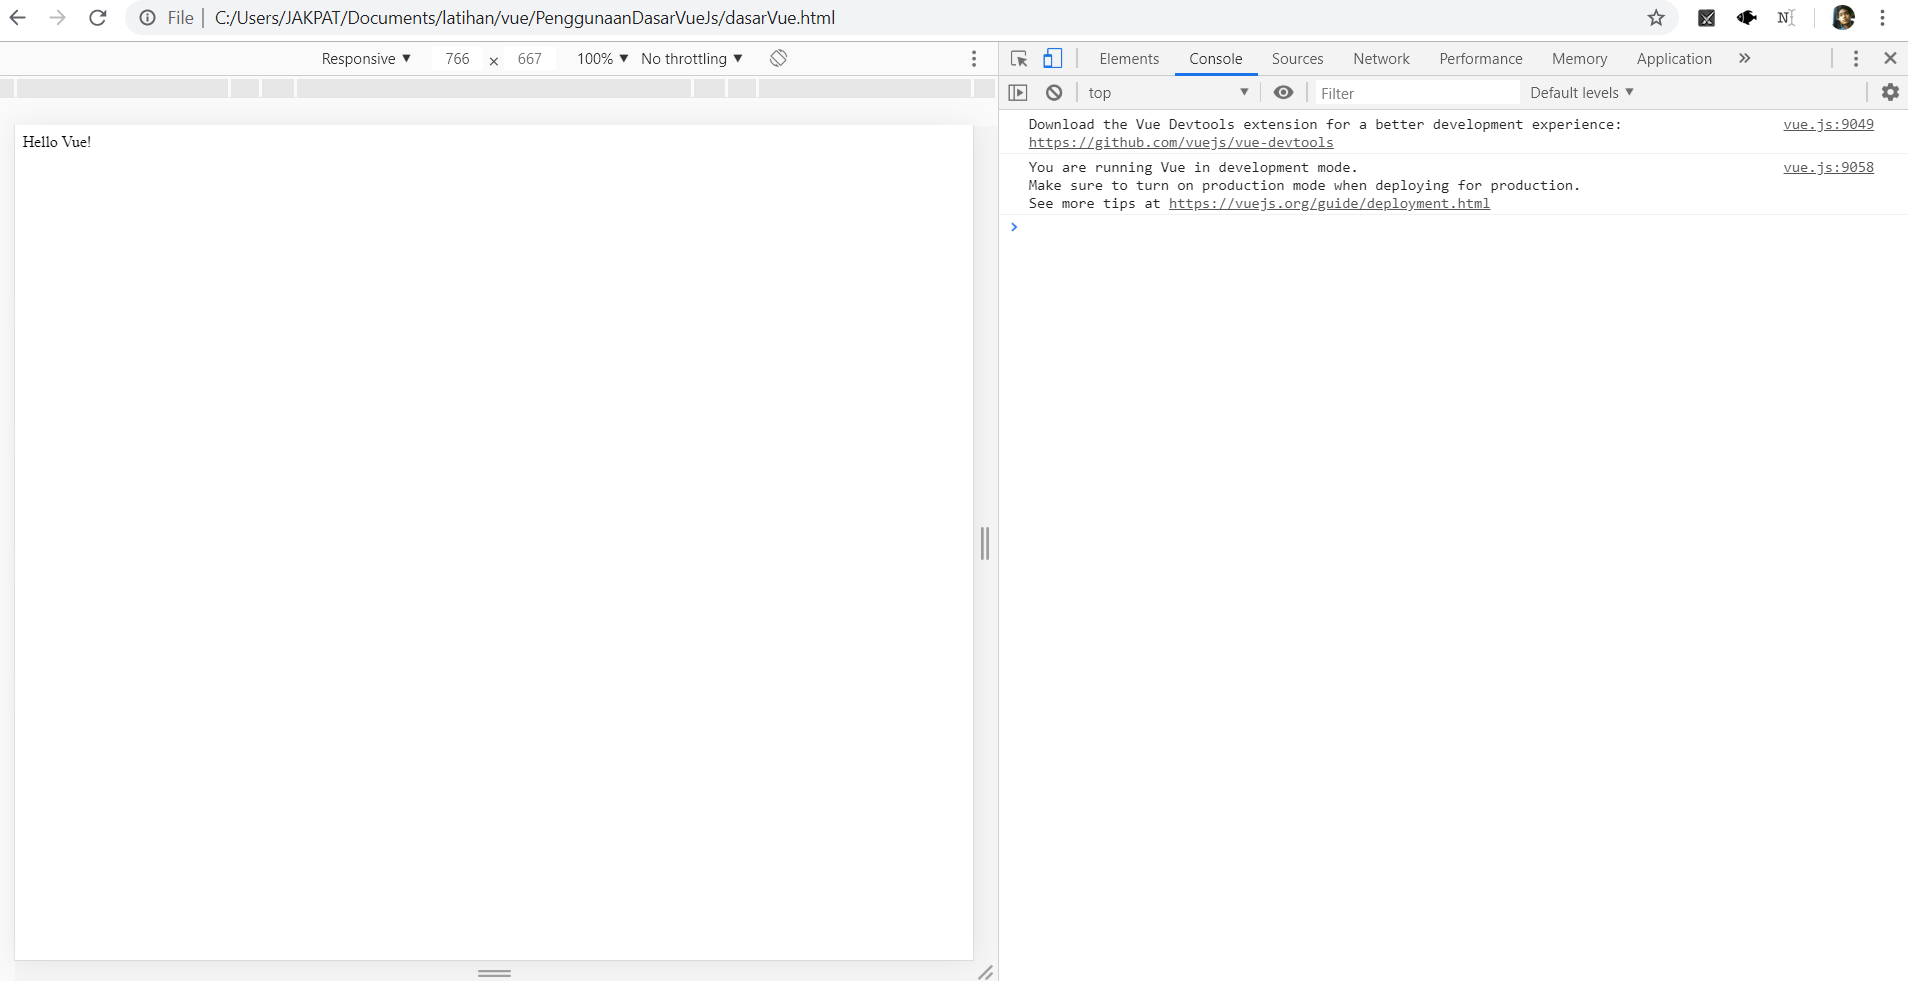 File | C:/Users/JAKPAT/Documents/latihan/vue/PenggunaanDasarVueJs/dasarVue.html
Responsive ▼ 766 × 667 100% ▼ No throttling ▼
Elements Console Sources Network Performance Memory Application »
top ▼ Filter Default levels ▼
Hello Vue!
Download the Vue Devtools extension for a better development experience: vue.js:9049
https://github.com/vuejs/vue-devtools
You are running Vue in development mode. vue.js:9058
Make sure to turn on production mode when deploying for production.
See more tips at https://vuejs.org/guide/deployment.html